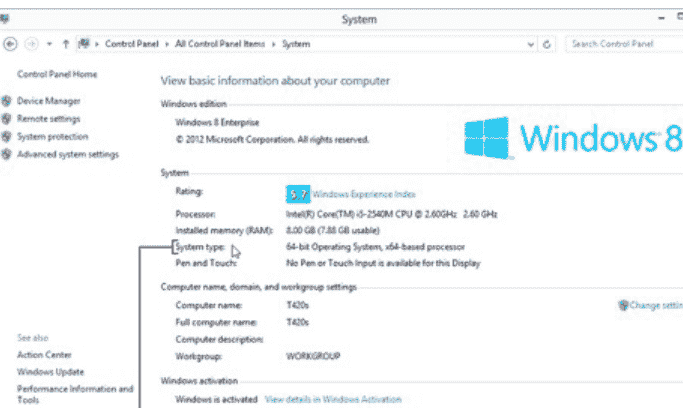 System
Control Panel All Control Panel Items System
Search Control Panel
Control Panel Home
Device Manager
Remote settings
System protection
Advanced system settings
View basic information about your computer
Windows edition
Windows 8 Enterprise
© 2012 Microsoft Corporation. All rights reserved.
Windows 8
System
Rating: 5,7 Windows Experience Index
Processor: Intel(R) Core(TM) i5-2540M CPU @ 2.60GHz 2.60 GHz
Installed memory (RAM): 8.00 GB (7.88 GB usable)
System type: 64-bit Operating System, x64-based processor
Pen and Touch: No Pen or Touch Input is available for this Display
Computer name, domain, and workgroup settings
Computer name: T420s
Change settin
Full computer name: T420s
Computer description:
Workgroup: WORKGROUP
See also
Action Center
Windows Update
Performance Information and
Tools
Windows activation
Windows is activated View details in Windows Activation